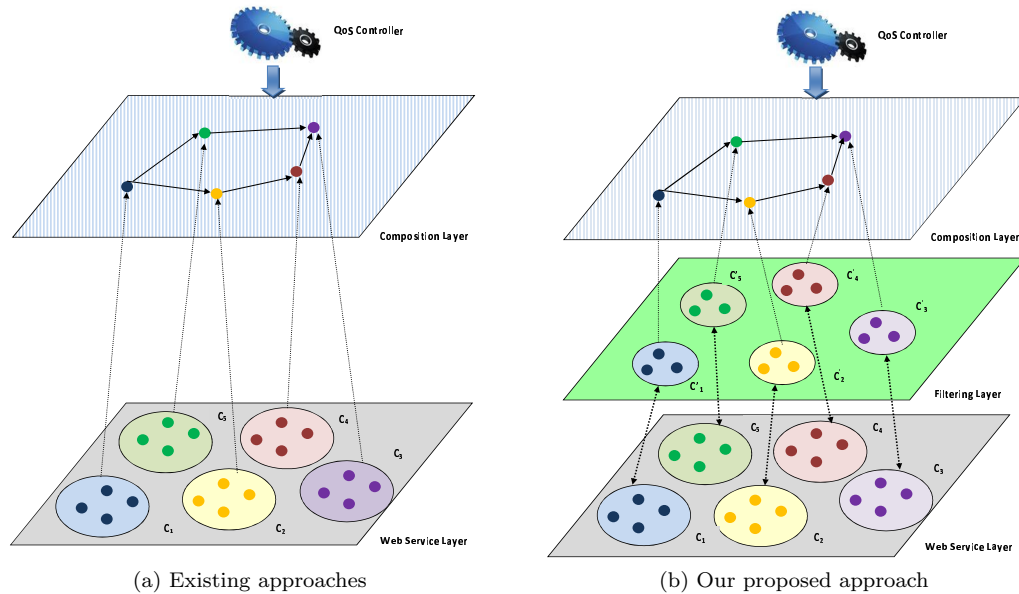 QoS Controller
Composition Layer
C5
C4
C3
C1
C2
Web Service Layer
(a) Existing approaches
QoS Controller
Composition Layer
C'5
C'4
C'3
C'2
C'1
Filtering Layer
C5
C4
C3
C1
C2
Web Service Layer
(b) Our proposed approach